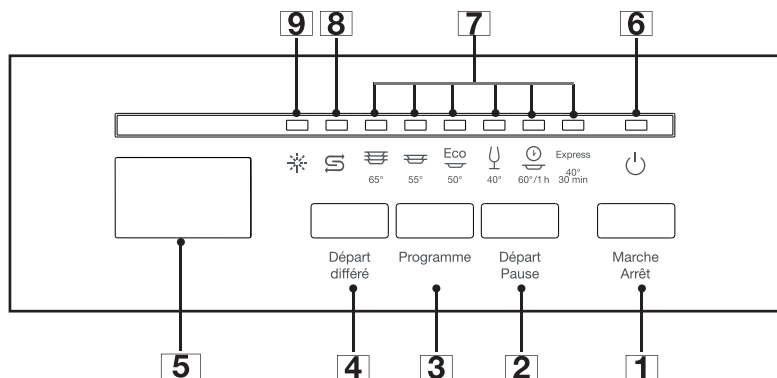 9 8 7 6
Eco Express
65° 55° 50° 40° 60°/1 h 40°
30 min
Départ différé
Programme
Départ Pause
Marche Arrêt
5 4 3 2 1